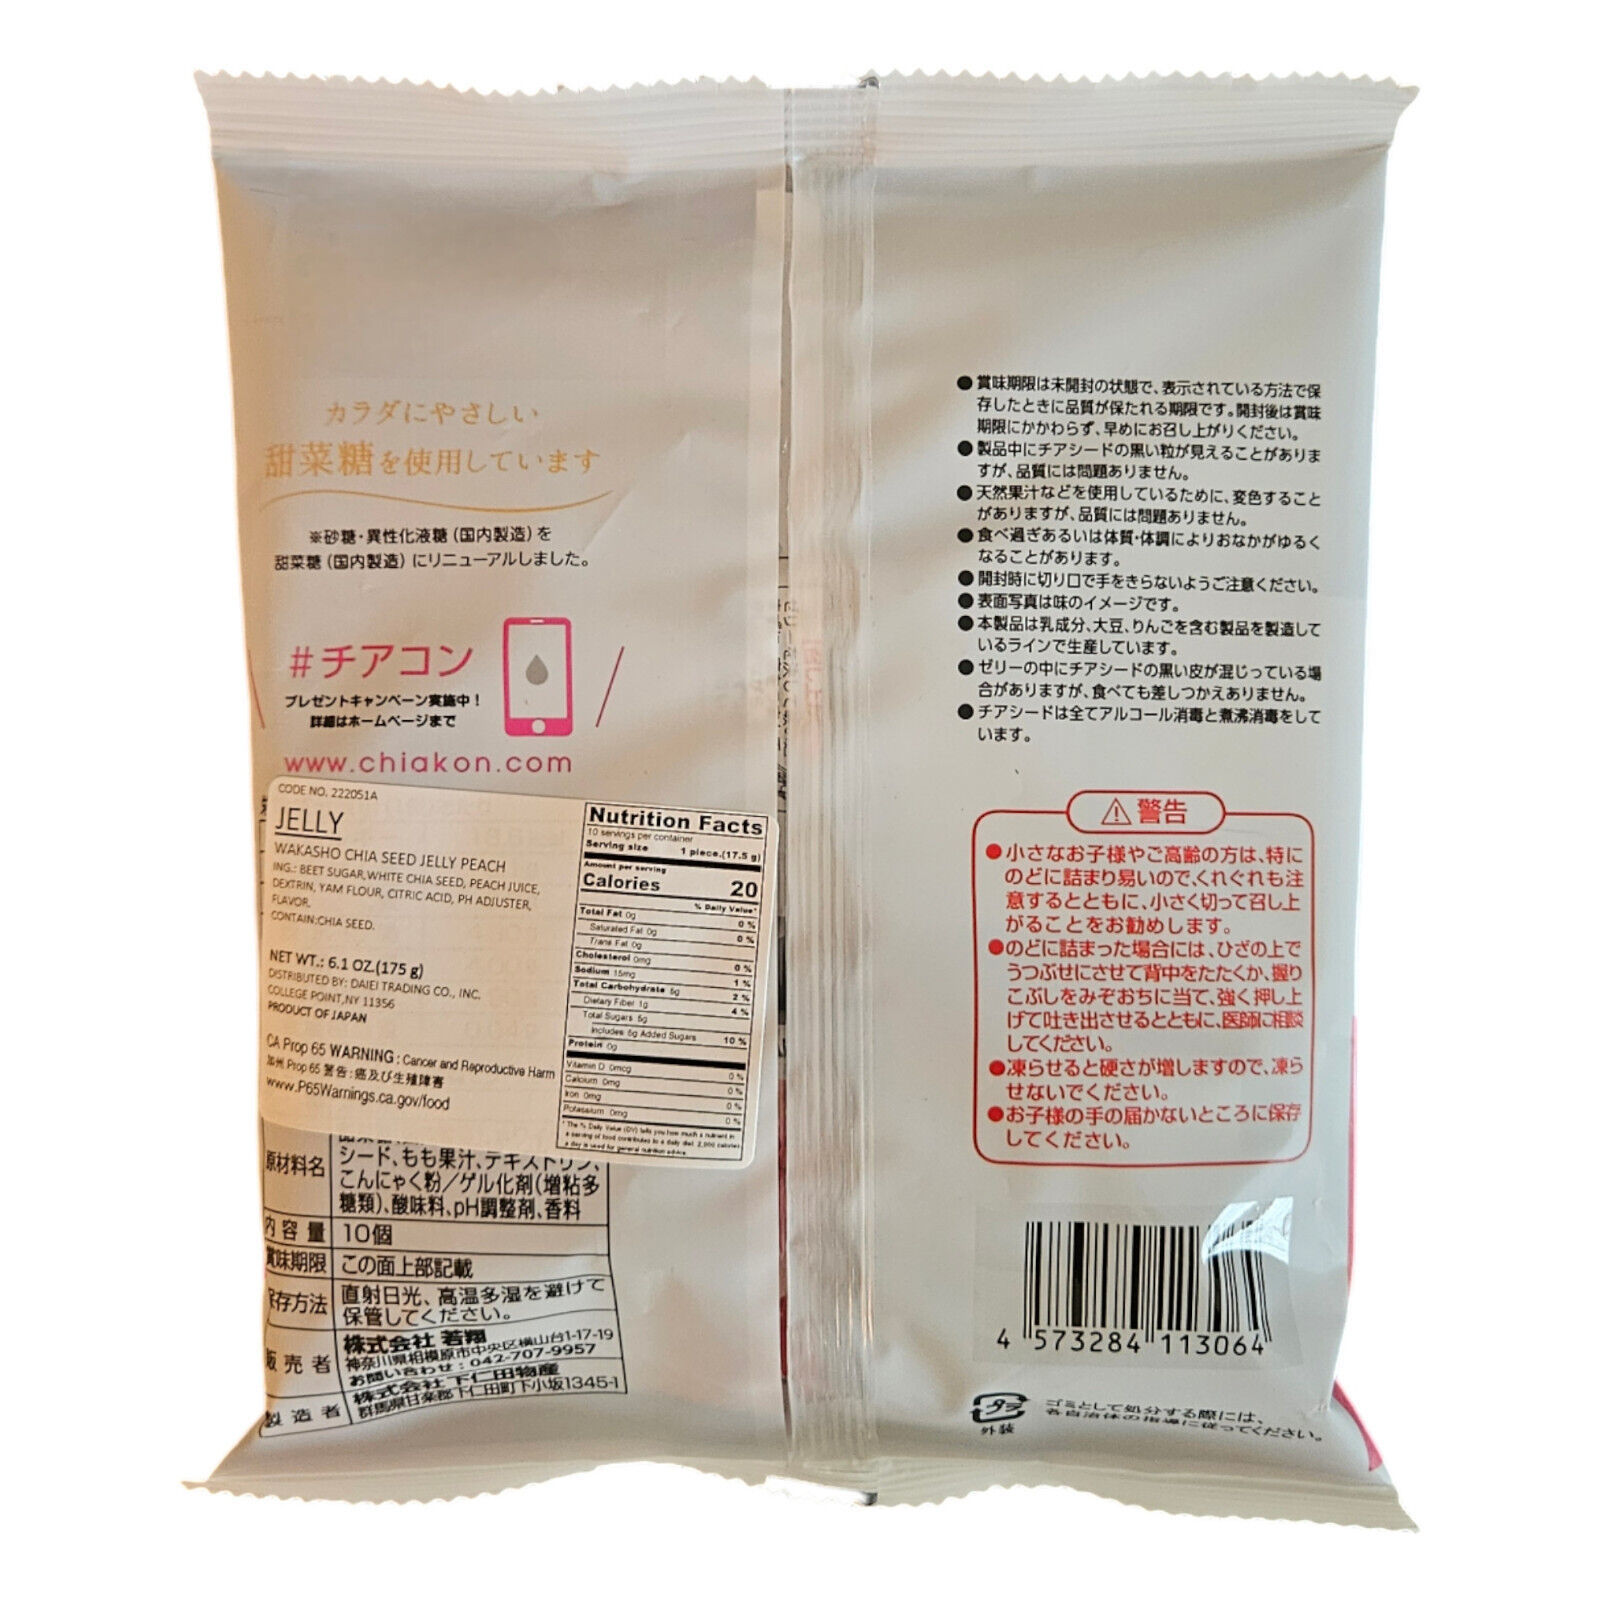 カラダにやさしい
甜菜糖を使用しています
※砂糖・異性化液糖（国内製造）を
甜菜糖（国内製造）にリニューアルしました。
#チアコン
プレゼントキャンペーン実施中！
詳細はホームページまで
www.chiakon.com
CODE NO. 222051A
JELLY
WAKASHO CHIA SEED JELLY PEACH
ING.: BEET SUGAR,WHITE CHIA SEED, PEACH JUICE,
DEXTRIN, YAM FLOUR, CITRIC ACID, PH ADJUSTER,
FLAVOR.
CONTAIN:CHIA SEED.
NET WT.: 6.1 OZ.(175 g)
DISTRIBUTED BY: DAIEI TRADING CO., INC.
COLLEGE POINT,NY 11356
PRODUCT OF JAPAN
CA Prop 65 WARNING : Cancer and Reproductive Harm
加州 Prop 65 警告:癌及び生殖障害
www.P65Warnings.ca.gov/food
Nutrition Facts
10 servings per container
Serving size 1 piece.(17.5 g)
Amount per serving
Calories 20
% Daily Value*
Total Fat 0g 0 %
Saturated Fat 0g 0 %
Trans Fat 0g
Cholesterol 0mg 0 %
Sodium 15mg 1 %
Total Carbohydrate 5g 2 %
Dietary Fiber 1g 4 %
Total Sugars 5g
Includes 5g Added Sugars 10 %
Protein 0g
Vitamin D 0mcg 0 %
Calcium 0mg 0 %
Iron 0mg 0 %
Potassium 0mg 0 %
* The % Daily Value (DV) tells you how much a nutrient in
a serving of food contributes to a daily diet. 2,000 calories
a day is used for general nutrition advice.
原材料名
シード、もも果汁、デキストリン、
こんにゃく粉／ゲル化剤（増粘多
糖類）、酸味料、pH調整剤、香料
内容量 10個
賞味期限 この面上部記載
保存方法 直射日光、高温多湿を避けて
保管してください。
販売者 株式会社 若翔
神奈川県相模原市中央区横山台1-17-19
お問い合わせ：042-707-9957
製造者 株式会社 下仁田物産
群馬県甘楽郡下仁田町下小坂1345-1
●賞味期限は未開封の状態で、表示されている方法で保
存したときに品質が保たれる期限です。開封後は賞味
期限にかかわらず、早めにお召し上がりください。
●製品中にチアシードの黒い粒が見えることがありま
すが、品質には問題ありません。
●天然果汁などを使用しているために、変色すること
がありますが、品質には問題ありません。
●食べ過ぎあるいは体質・体調によりおなかがゆるく
なることがあります。
●開封時に切り口で手をきらないようご注意ください。
●表面写真は味のイメージです。
●本製品は乳成分、大豆、りんごを含む製品を製造して
いるラインで生産しています。
●ゼリーの中にチアシードの黒い皮が混じっている場
合がありますが、食べても差しつかえありません。
●チアシードは全てアルコール消毒と煮沸消毒をして
います。
⚠警告
●小さなお子様やご高齢の方は、特に
のどに詰まり易いので、くれぐれも注
意するとともに、小さく切って召し上
がることをお勧めします。
●のどに詰まった場合には、ひざの上で
うつぶせにさせて背中をたたくか、握り
こぶしをみぞおちに当て、強く押し上
げて吐き出させるとともに、医師に相談
してください。
●凍らせると硬さが増しますので、凍ら
せないでください。
●お子様の手の届かないところに保存
してください。
4 573284 113064
プラ
外装
ゴミとして処分する際には、
各自治体の指導に従ってください。